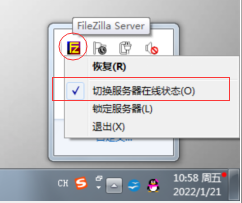 FileZilla Server
恢复(R)
切换服务器在线状态(O)
锁定服务器(L)
退出(X)
CH
10:58 周五
2022/1/21